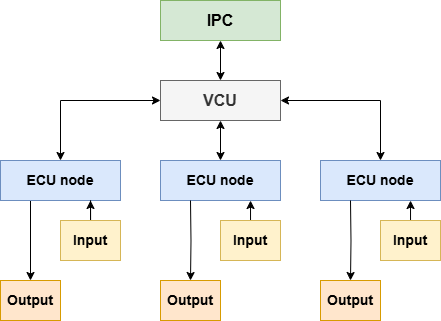 IPC
VCU
ECU node
ECU node
ECU node
Input
Input
Input
Output
Output
Output